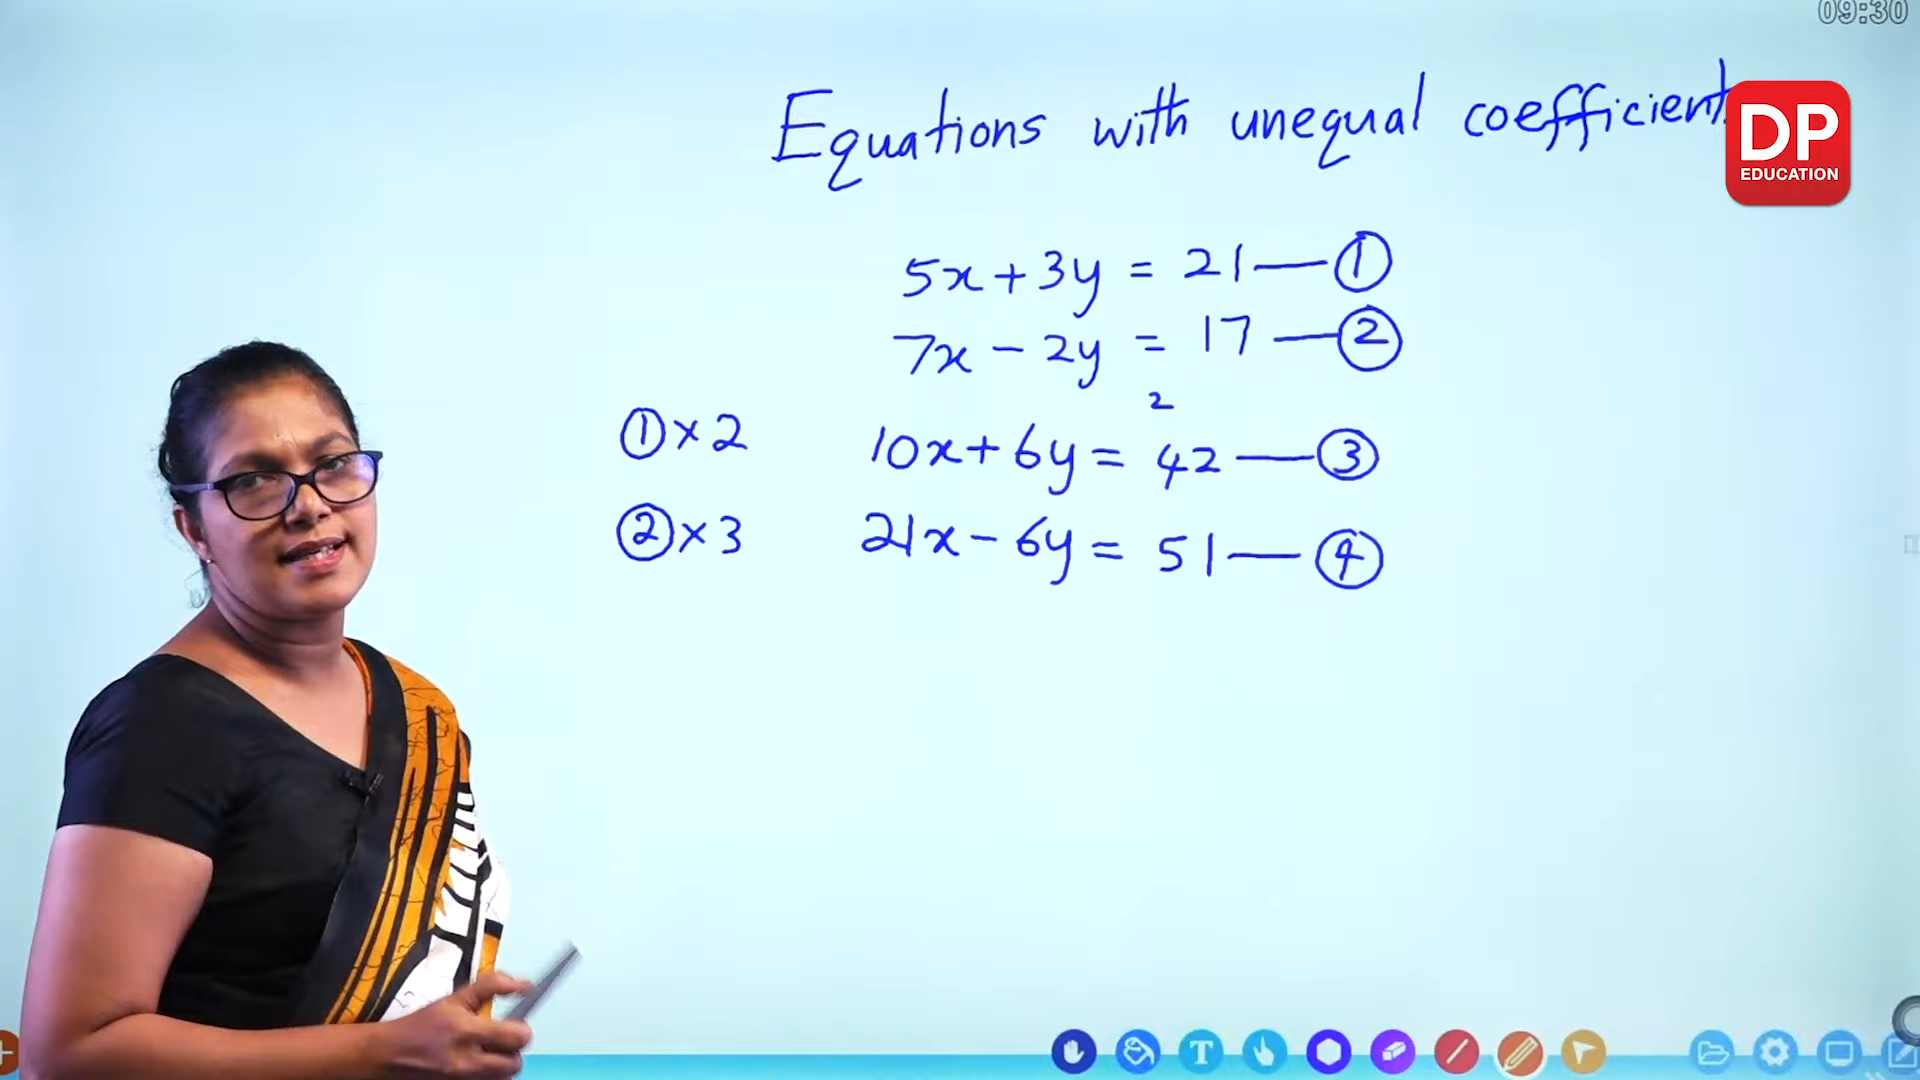 09:30
Equations with unequal coefficient
DP
EDUCATION
5x + 3y = 21 — ①
7x − 2y = 17 — ②
2
① × 2 10x + 6y = 42 — ③
② × 3 21x − 6y = 51 — ④
T